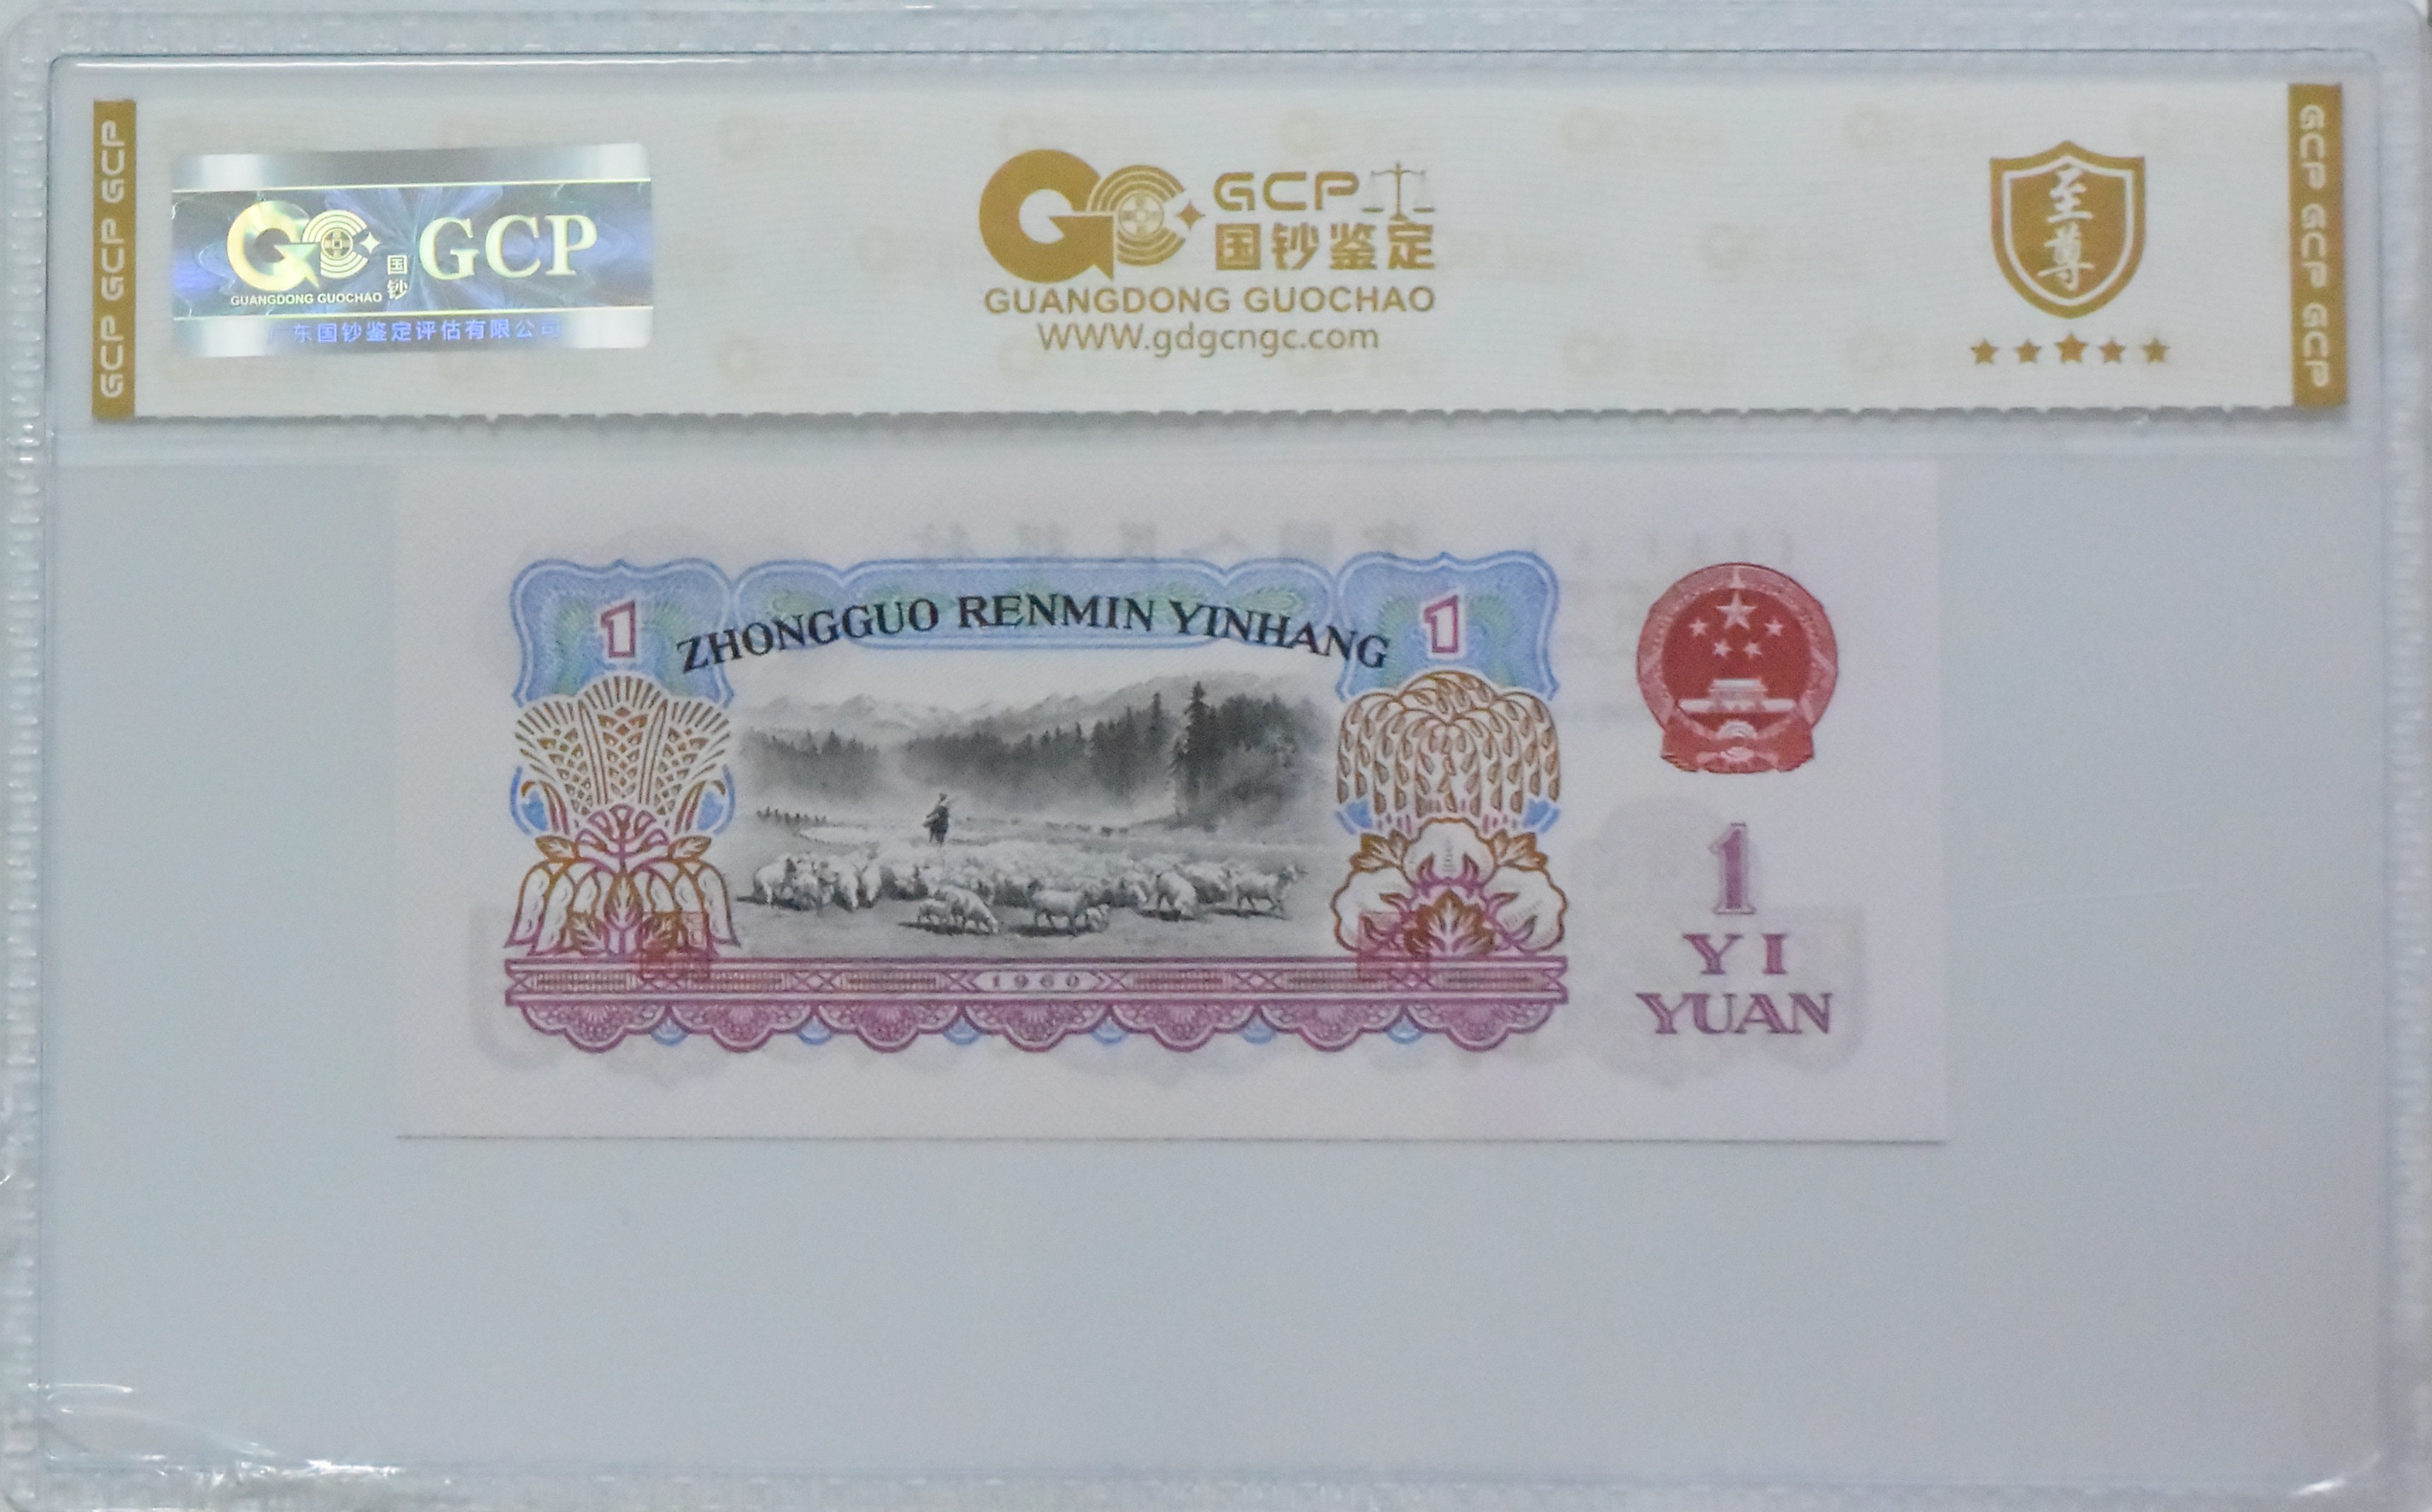 GCP GCP GCP
GUANGDONG GUOCHAO
国钞
GCP
广东国钞鉴定评估有限公司
GCP
国钞鉴定
GUANGDONG GUOCHAO
WWW.gdgcngc.com
至尊
GCP GCP GCP
1
ZHONGGUO RENMIN YINHANG
1
1960
1
YI
YUAN